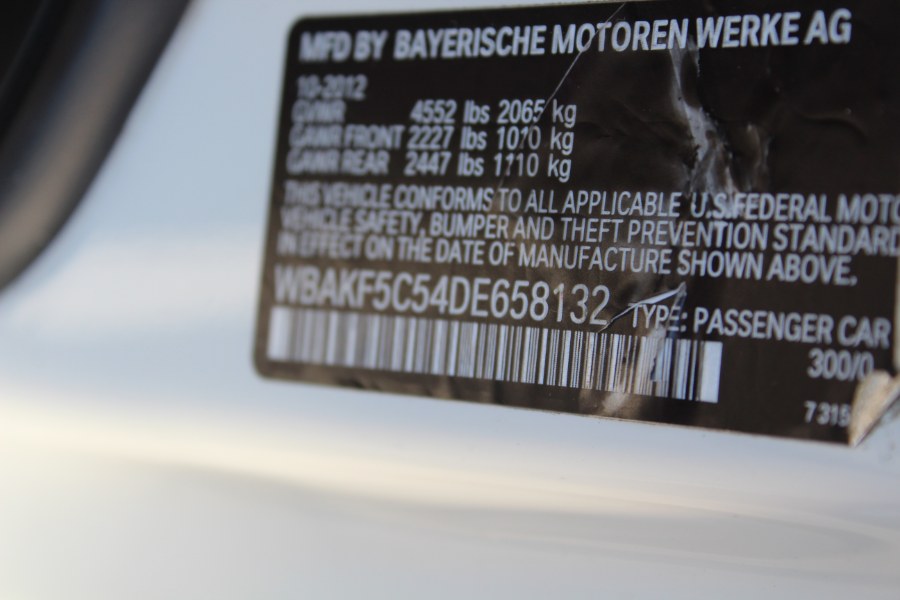 MFD BY BAYERISCHE MOTOREN WERKE AG
10-2012
GVWR 4552 lbs 2065 kg
GAWR FRONT 2227 lbs 1010 kg
GAWR REAR 2447 lbs 1110 kg
THIS VEHICLE CONFORMS TO ALL APPLICABLE U.S.FEDERAL MOTO
VEHICLE SAFETY, BUMPER AND THEFT PREVENTION STANDARD
IN EFFECT ON THE DATE OF MANUFACTURE SHOWN ABOVE.
WBAKF5C54DE658132 TYPE: PASSENGER CAR
300/0
7 315